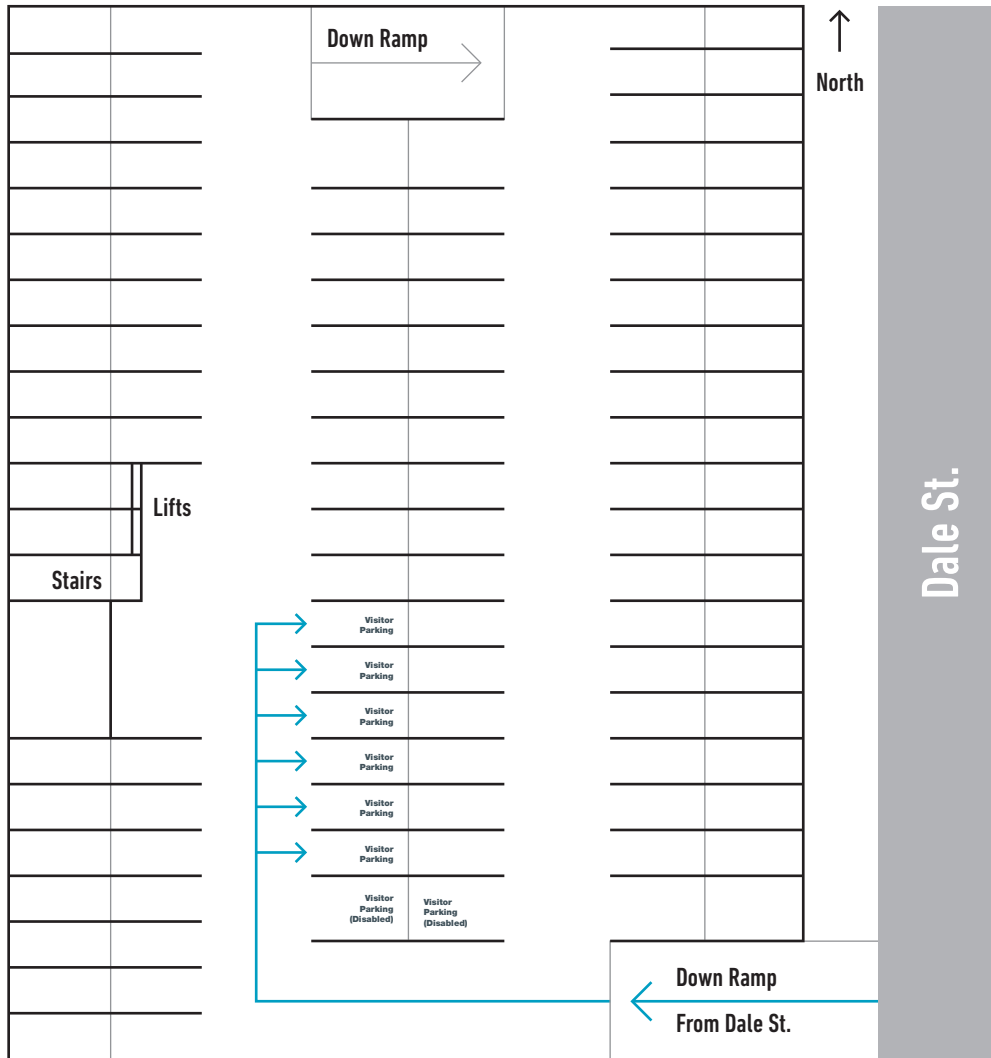 Down Ramp
North
Dale St.
Lifts
Stairs
Visitor
Parking
Visitor
Parking
Visitor
Parking
Visitor
Parking
Visitor
Parking
Visitor
Parking
Visitor
Parking
(Disabled)
Visitor
Parking
(Disabled)
Down Ramp
From Dale St.